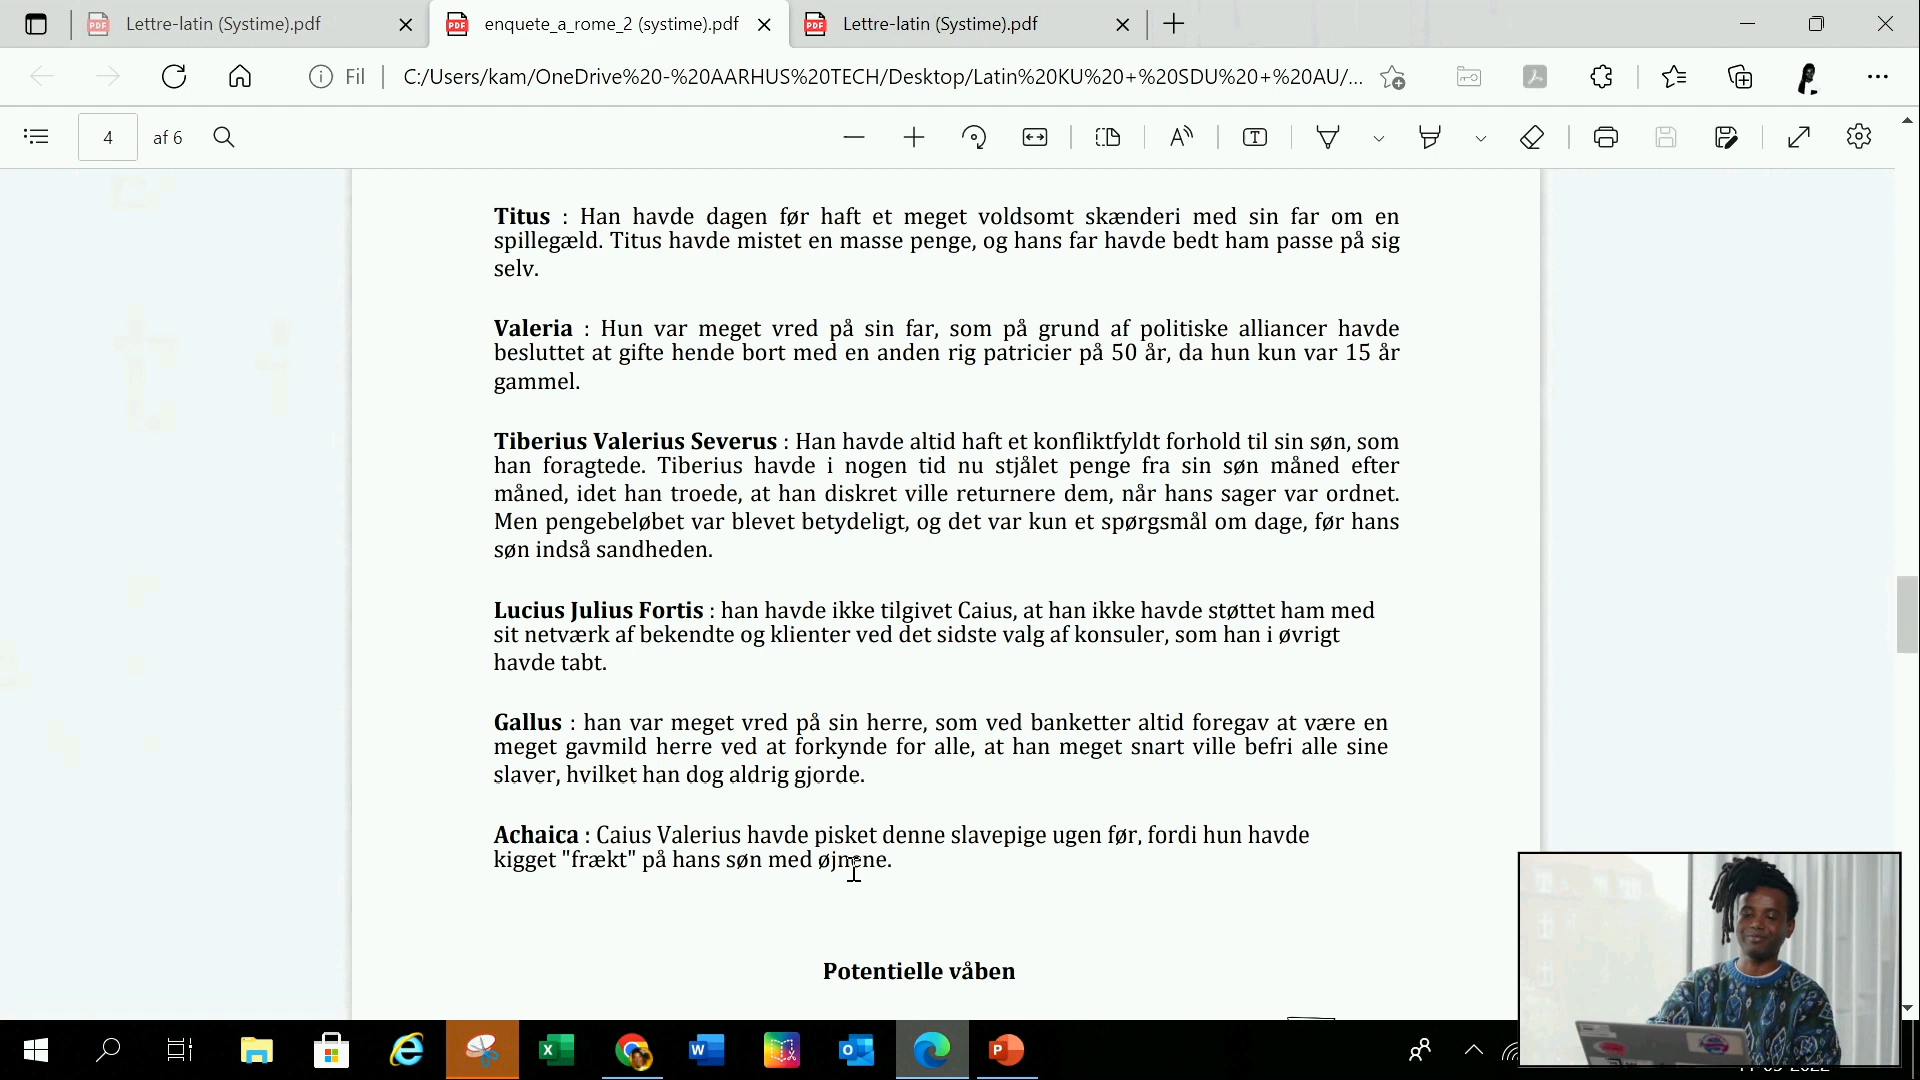 Lettre-latin (Systime).pdf
enquete_a_rome_2 (systime).pdf
Lettre-latin (Systime).pdf
Fil
C:/Users/kam/OneDrive%20-%20AARHUS%20TECH/Desktop/Latin%20KU%20+%20SDU%20+%20AU/...
4 af 6
Titus : Han havde dagen før haft et meget voldsomt skænderi med sin far om en
spillegæld. Titus havde mistet en masse penge, og hans far havde bedt ham passe på sig
selv.
Valeria : Hun var meget vred på sin far, som på grund af politiske alliancer havde
besluttet at gifte hende bort med en anden rig patricier på 50 år, da hun kun var 15 år
gammel.
Tiberius Valerius Severus : Han havde altid haft et konfliktfyldt forhold til sin søn, som
han foragtede. Tiberius havde i nogen tid nu stjålet penge fra sin søn måned efter
måned, idet han troede, at han diskret ville returnere dem, når hans sager var ordnet.
Men pengebeløbet var blevet betydeligt, og det var kun et spørgsmål om dage, før hans
søn indså sandheden.
Lucius Julius Fortis : han havde ikke tilgivet Caius, at han ikke havde støttet ham med
sit netværk af bekendte og klienter ved det sidste valg af konsuler, som han i øvrigt
havde tabt.
Gallus : han var meget vred på sin herre, som ved banketter altid foregav at være en
meget gavmild herre ved at forkynde for alle, at han meget snart ville befri alle sine
slaver, hvilket han dog aldrig gjorde.
Achaica : Caius Valerius havde pisket denne slavepige ugen før, fordi hun havde
kigget "frækt" på hans søn med øjnene.
Potentielle våben